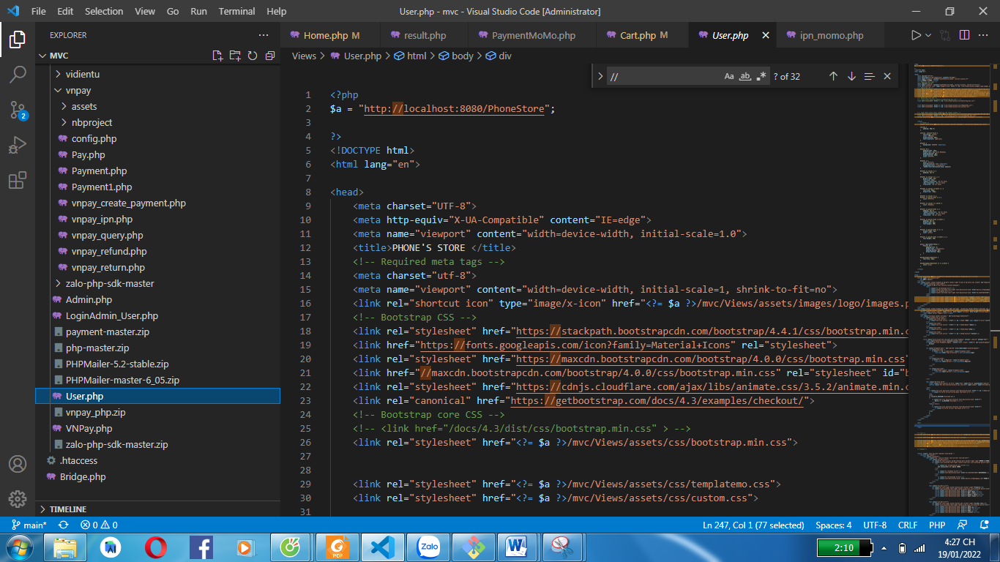 File Edit Selection View Go Run Terminal Help User.php - mvc - Visual Studio Code [Administrator]
EXPLORER
Home.php M result.php PaymentMoMo.php Cart.php M User.php ipn_momo.php
MVC
Views > User.php > html > body > div
// Aa ab ? of 32
vidientu
vnpay
assets
nbproject
config.php
Pay.php
Payment.php
Payment1.php
vnpay_create_payment.php
vnpay_ipn.php
vnpay_query.php
vnpay_refund.php
vnpay_return.php
zalo-php-sdk-master
Admin.php
LoginAdmin_User.php
payment-master.zip
php-master.zip
PHPMailer-5.2-stable.zip
PHPMailer-master-6_05.zip
User.php
vnpay_php.zip
VNPay.php
zalo-php-sdk-master.zip
.htaccess
Bridge.php
TIMELINE
1 <?php
2 $a = "http://localhost:8080/PhoneStore";
3
4 ?>
5 <!DOCTYPE html>
6 <html lang="en">
7
8 <head>
9 <meta charset="UTF-8">
10 <meta http-equiv="X-UA-Compatible" content="IE=edge">
11 <meta name="viewport" content="width=device-width, initial-scale=1.0">
12 <title>PHONE'S STORE </title>
13 <!-- Required meta tags -->
14 <meta charset="utf-8">
15 <meta name="viewport" content="width=device-width, initial-scale=1, shrink-to-fit=no">
16 <link rel="shortcut icon" type="image/x-icon" href="<?= $a ?>/mvc/Views/assets/images/logo/images.p
17 <!-- Bootstrap CSS -->
18 <link rel="stylesheet" href="https://stackpath.bootstrapcdn.com/bootstrap/4.4.1/css/bootstrap.min.c
19 <link href="https://fonts.googleapis.com/icon?family=Material+Icons" rel="stylesheet">
20 <link rel="stylesheet" href="https://maxcdn.bootstrapcdn.com/bootstrap/4.0.0/css/bootstrap.min.css"
21 <link href="//maxcdn.bootstrapcdn.com/bootstrap/4.0.0/css/bootstrap.min.css" rel="stylesheet" id="b
22 <link rel="stylesheet" href="https://cdnjs.cloudflare.com/ajax/libs/animate.css/3.5.2/animate.min.c
23 <link rel="canonical" href="https://getbootstrap.com/docs/4.3/examples/checkout/">
24 <!-- Bootstrap core CSS -->
25 <!-- <link href="/docs/4.3/dist/css/bootstrap.min.css" > -->
26 <link rel="stylesheet" href="<?= $a ?>/mvc/Views/assets/css/bootstrap.min.css">
27
28
29 <link rel="stylesheet" href="<?= $a ?>/mvc/Views/assets/css/templatemo.css">
30 <link rel="stylesheet" href="<?= $a ?>/mvc/Views/assets/css/custom.css">
31
2
main* 0 0 Ln 247, Col 1 (77 selected) Spaces: 4 UTF-8 CRLF PHP
Zalo PDF 2:10
4:27 CH
19/01/2022